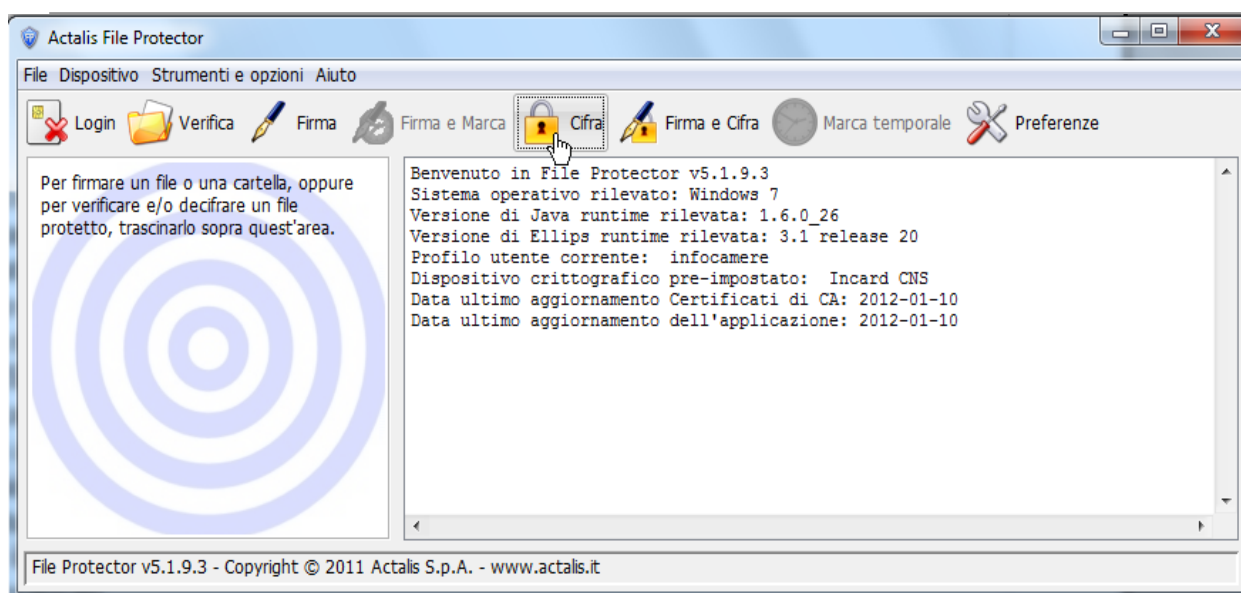 Actalis File Protector
File Dispositivo Strumenti e opzioni Aiuto
Login Verifica Firma Firma e Marca Cifra Firma e Cifra Marca temporale Preferenze
Per firmare un file o una cartella, oppure
per verificare e/o decifrare un file
protetto, trascinarlo sopra quest'area.
Benvenuto in File Protector v5.1.9.3
Sistema operativo rilevato: Windows 7
Versione di Java runtime rilevata: 1.6.0_26
Versione di Ellips runtime rilevata: 3.1 release 20
Profilo utente corrente:  infocamere
Dispositivo crittografico pre-impostato:  Incard CNS
Data ultimo aggiornamento Certificati di CA: 2012-01-10
Data ultimo aggiornamento dell'applicazione: 2012-01-10
File Protector v5.1.9.3 - Copyright © 2011 Actalis S.p.A. - www.actalis.it